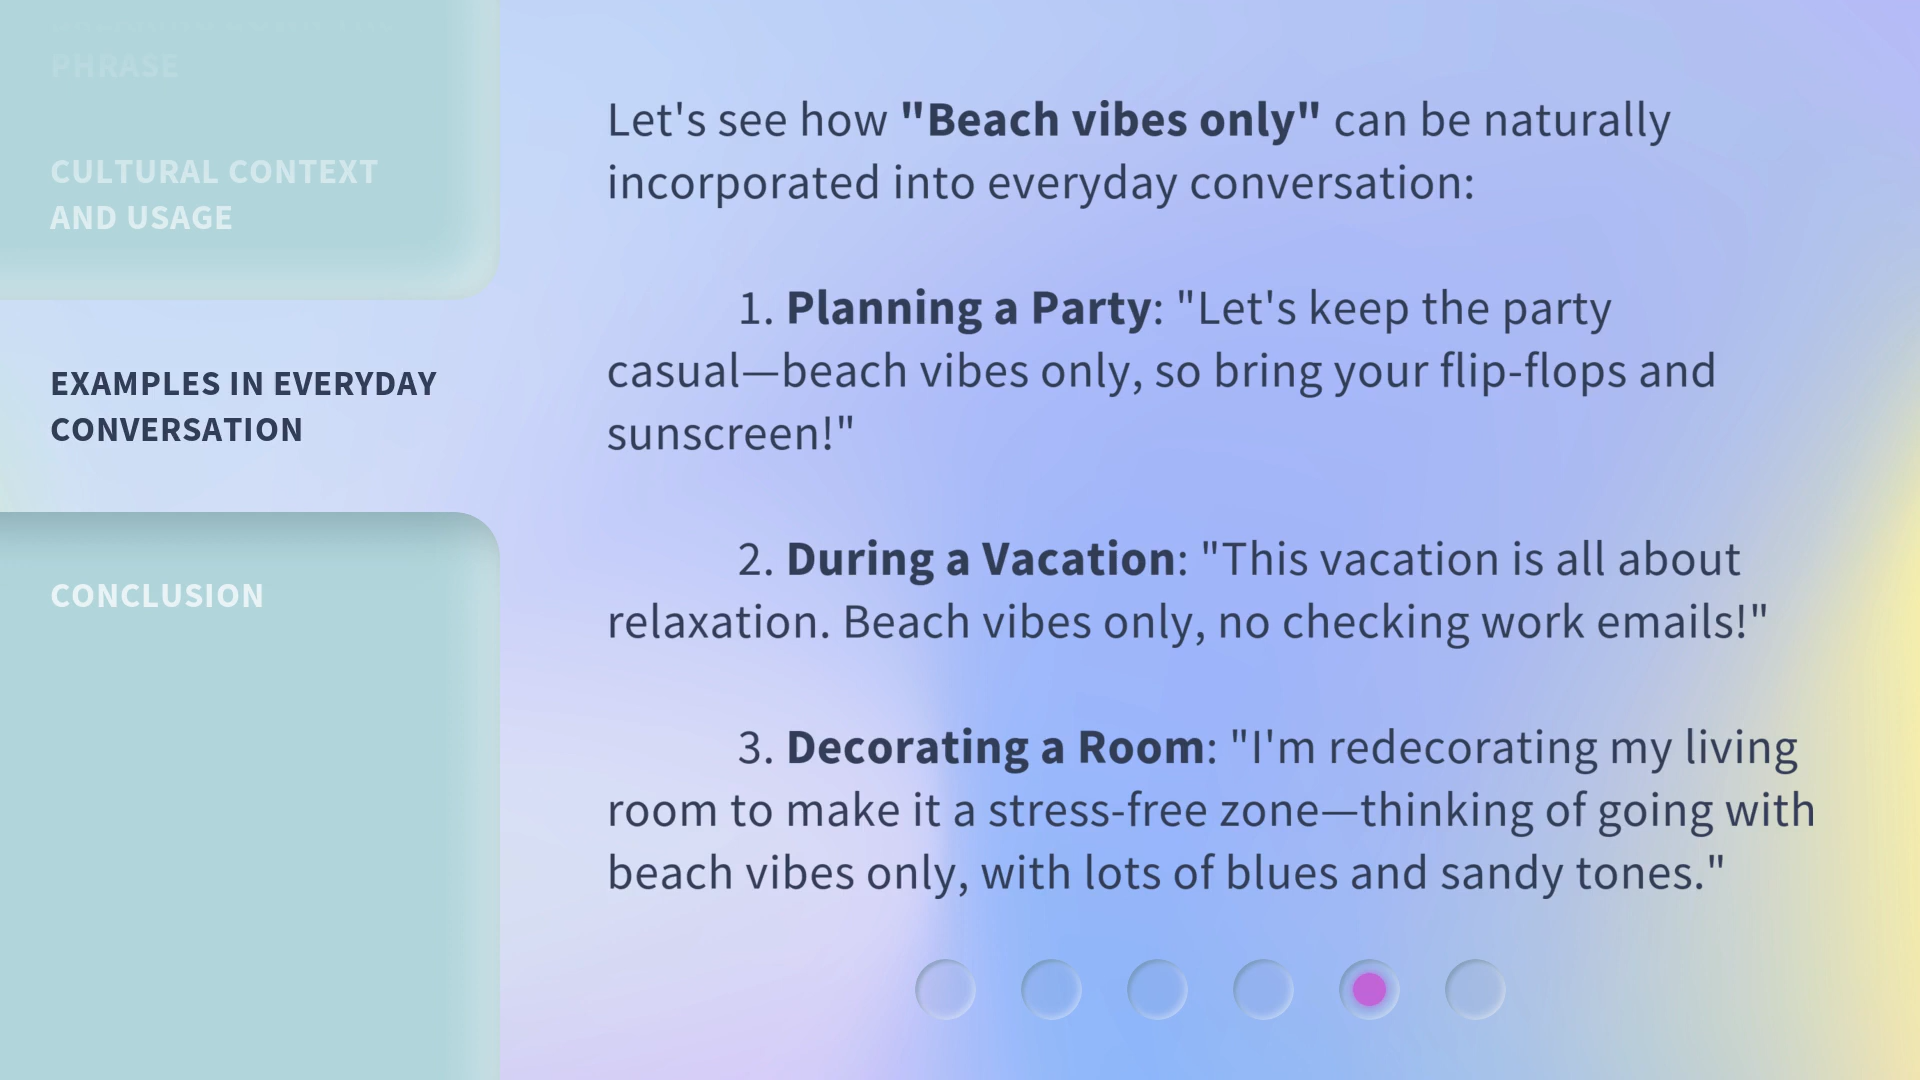 PHRASE
CULTURAL CONTEXT
AND USAGE
EXAMPLES IN EVERYDAY
CONVERSATION
CONCLUSION
Let's see how "Beach vibes only" can be naturally
incorporated into everyday conversation:
1. Planning a Party: "Let's keep the party
casual—beach vibes only, so bring your flip-flops and
sunscreen!"
2. During a Vacation: "This vacation is all about
relaxation. Beach vibes only, no checking work emails!"
3. Decorating a Room: "I'm redecorating my living
room to make it a stress-free zone—thinking of going with
beach vibes only, with lots of blues and sandy tones."